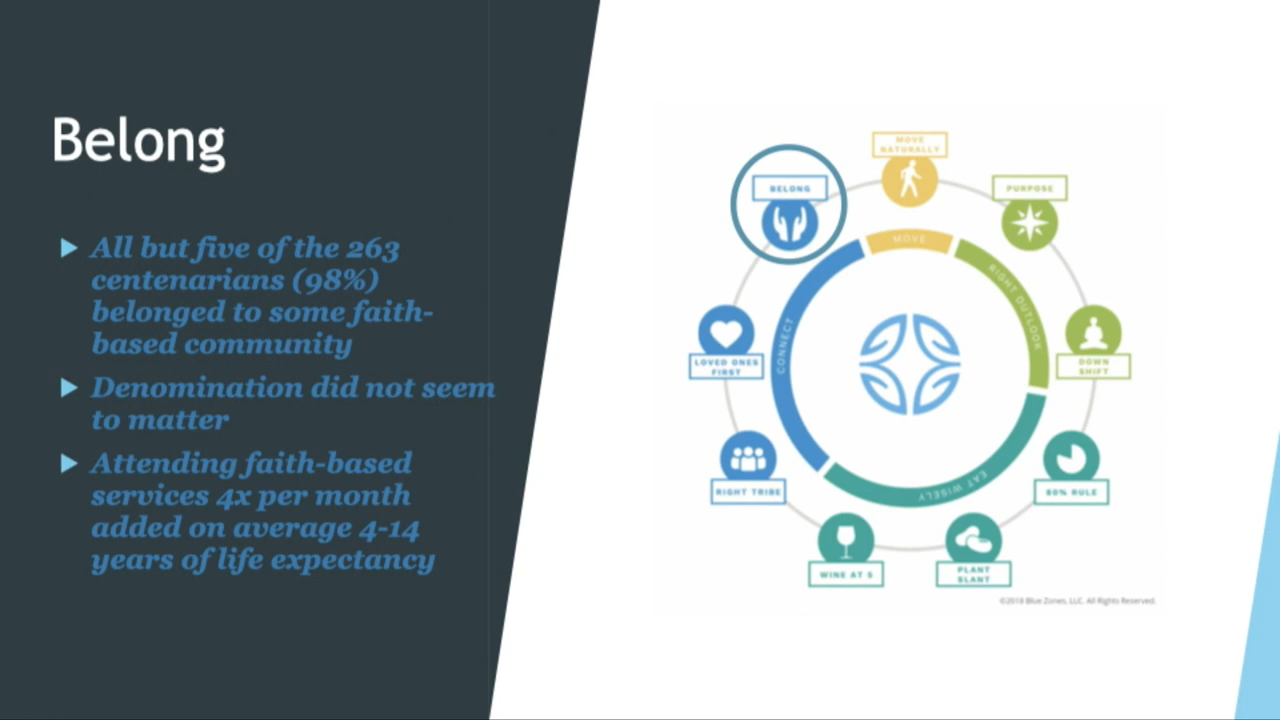 Belong
All but five of the 263
centenarians (98%)
belonged to some faith-
based community
Denomination did not seem
to matter
Attending faith-based
services 4x per month
added on average 4-14
years of life expectancy
MOVE
NATURALLY
BELONG
PURPOSE
MOVE
RIGHT OUTLOOK
CONNECT
LOVED ONES
FIRST
DOWN
SHIFT
RIGHT TRIBE
80% RULE
EAT WISELY
WINE AT 5
PLANT
SLANT
©2018 Blue Zones, LLC. All Rights Reserved.